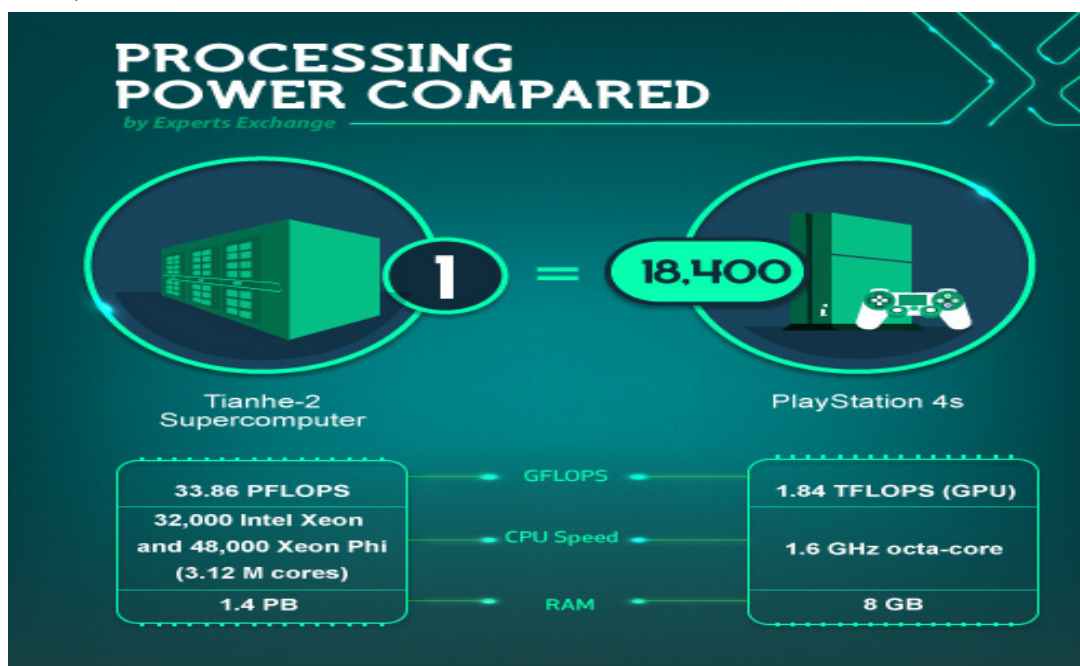 PROCESSING
POWER COMPARED
by Experts Exchange
1
=
18,400
Tianhe-2
Supercomputer
PlayStation 4s
33.86 PFLOPS
GFLOPS
1.84 TFLOPS (GPU)
32,000 Intel Xeon
and 48,000 Xeon Phi
(3.12 M cores)
CPU Speed
1.6 GHz octa-core
1.4 PB
RAM
8 GB